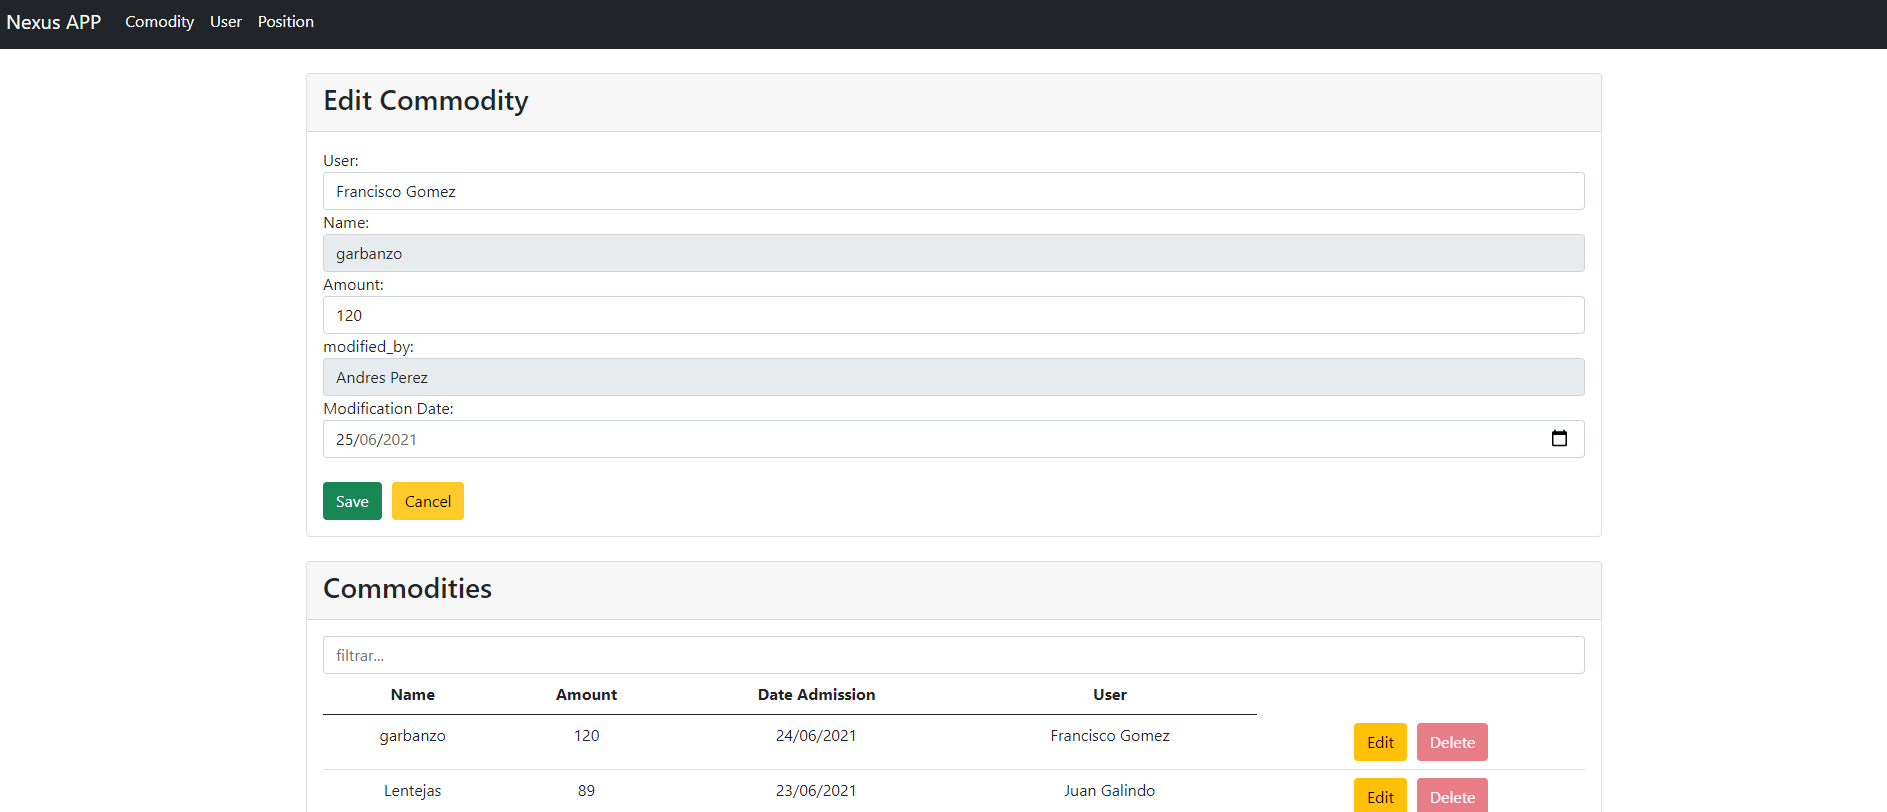 Nexus APP Comodity User Position
Edit Commodity
User:
Francisco Gomez
Name:
garbanzo
Amount:
120
modified_by:
Andres Perez
Modification Date:
25/06/2021
Save Cancel
Commodities
filtrar...
Name Amount Date Admission User
garbanzo 120 24/06/2021 Francisco Gomez Edit Delete
Lentejas 89 23/06/2021 Juan Galindo Edit Delete